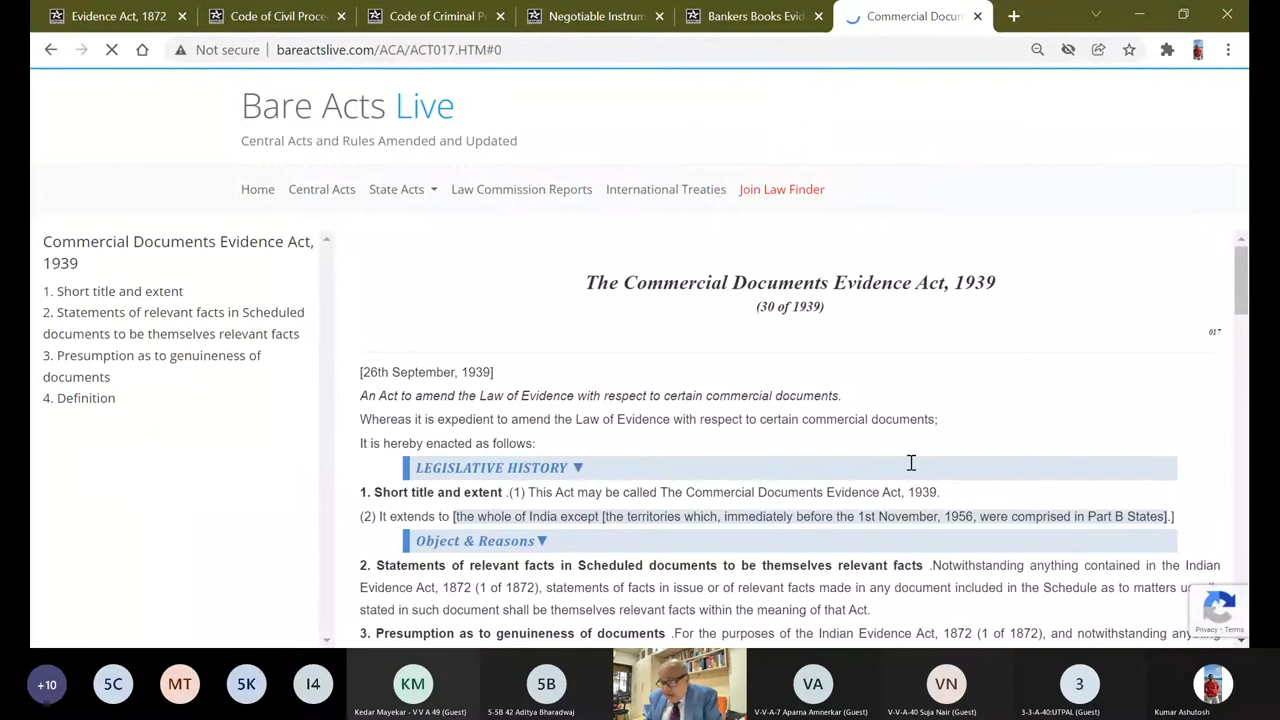 Evidence Act, 1872
Code of Civil Proce
Code of Criminal P
Negotiable Instrum
Bankers Books Evid
Commercial Docum
Not secure
bareactslive.com/ACA/ACT017.HTM#0
Bare Acts Live
Central Acts and Rules Amended and Updated
Home Central Acts State Acts Law Commission Reports International Treaties Join Law Finder
Commercial Documents Evidence Act,
1939
1. Short title and extent
2. Statements of relevant facts in Scheduled
documents to be themselves relevant facts
3. Presumption as to genuineness of
documents
4. Definition
The Commercial Documents Evidence Act, 1939
(30 of 1939)
017
[26th September, 1939]
An Act to amend the Law of Evidence with respect to certain commercial documents.
Whereas it is expedient to amend the Law of Evidence with respect to certain commercial documents;
It is hereby enacted as follows:
LEGISLATIVE HISTORY ▼
1. Short title and extent .(1) This Act may be called The Commercial Documents Evidence Act, 1939.
(2) It extends to [the whole of India except [the territories which, immediately before the 1st November, 1956, were comprised in Part B States].]
Object & Reasons ▼
2. Statements of relevant facts in Scheduled documents to be themselves relevant facts .Notwithstanding anything contained in the Indian
Evidence Act, 1872 (1 of 1872), statements of facts in issue or of relevant facts made in any document included in the Schedule as to matters
stated in such document shall be themselves relevant facts within the meaning of that Act.
3. Presumption as to genuineness of documents .For the purposes of the Indian Evidence Act, 1872 (1 of 1872), and notwithstanding
Privacy - Terms
+10
5C
MT
5K
I4
KM
5B
VA
VN
3
Kedar Mayekar - V V A 49 (Guest)
5-5B 42 Aditya Bharadwaj
V-V-A-7 Aparna Amnerkar (Guest)
V-V-A-40 Suja Nair (Guest)
3-3-A-40:UTPAL (Guest)
Kumar Ashutosh